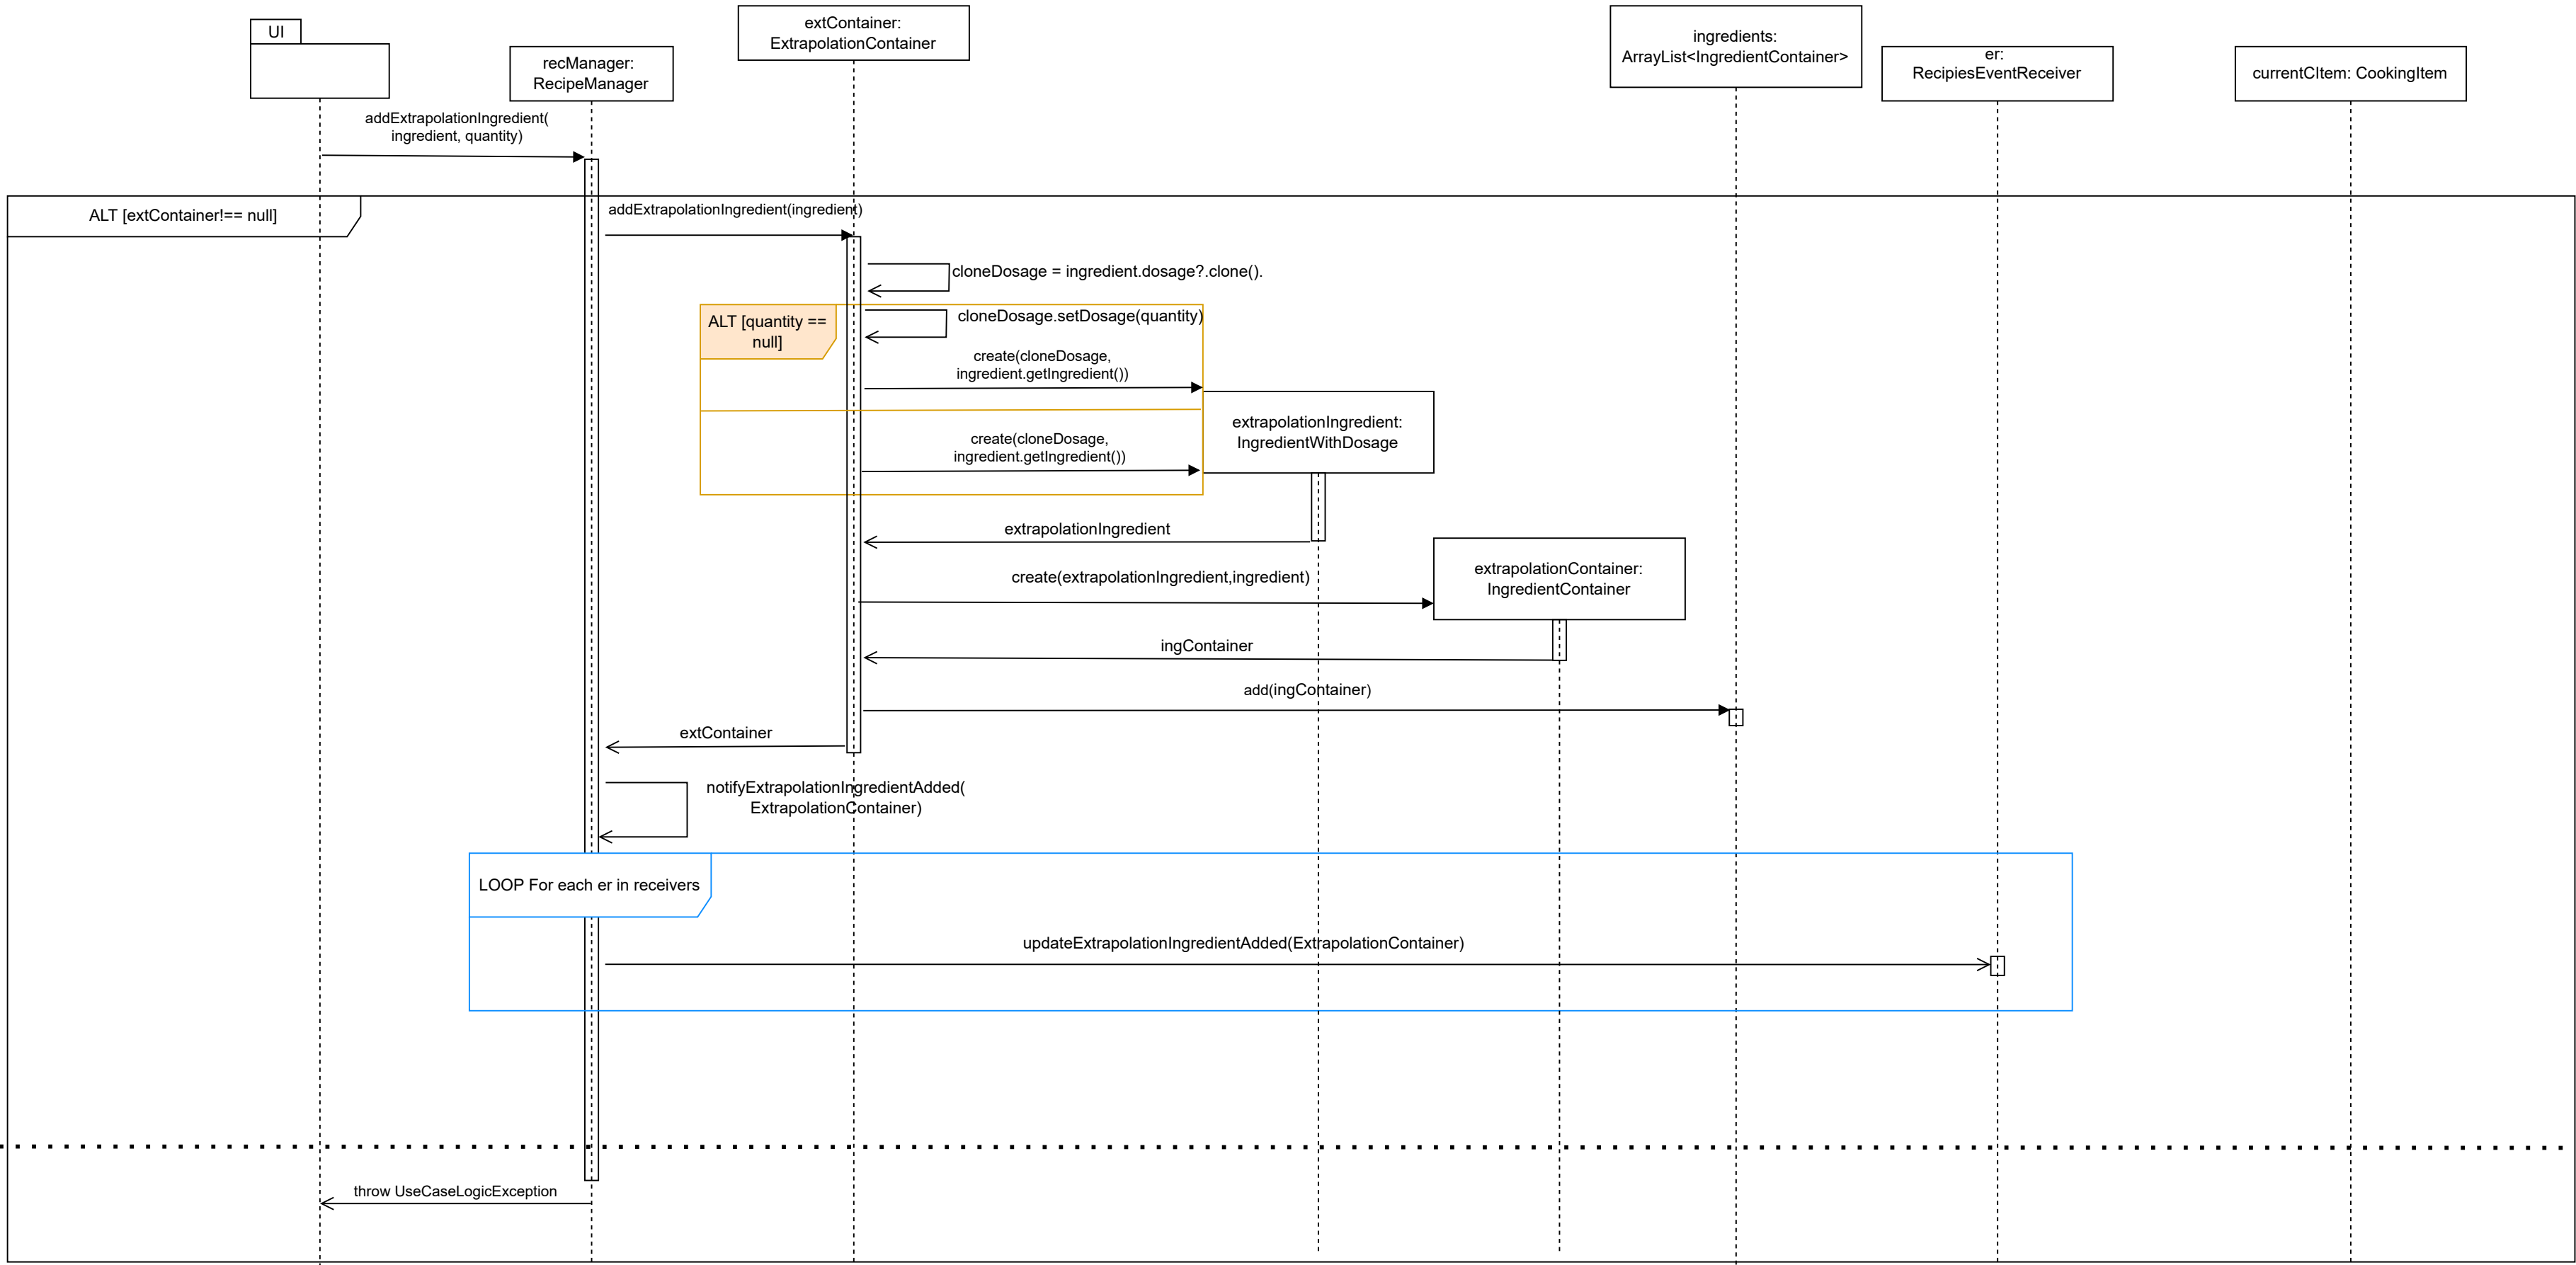 UI
recManager:
RecipeManager
extContainer:
ExtrapolationContainer
ingredients:
ArrayList<IngredientContainer>
er:
RecipiesEventReceiver
currentCItem: CookingItem
addExtrapolationIngredient(
ingredient, quantity)
ALT [extContainer!== null]
addExtrapolationIngredient(ingredient)
cloneDosage = ingredient.dosage?.clone().
ALT [quantity ==
null]
cloneDosage.setDosage(quantity)
create(cloneDosage,
ingredient.getIngredient())
extrapolationIngredient:
IngredientWithDosage
create(cloneDosage,
ingredient.getIngredient())
extrapolationIngredient
extrapolationContainer:
IngredientContainer
create(extrapolationIngredient,ingredient)
ingContainer
add(ingContainer)
extContainer
notifyExtrapolationIngredientAdded(
ExtrapolationContainer)
LOOP For each er in receivers
updateExtrapolationIngredientAdded(ExtrapolationContainer)
throw UseCaseLogicException